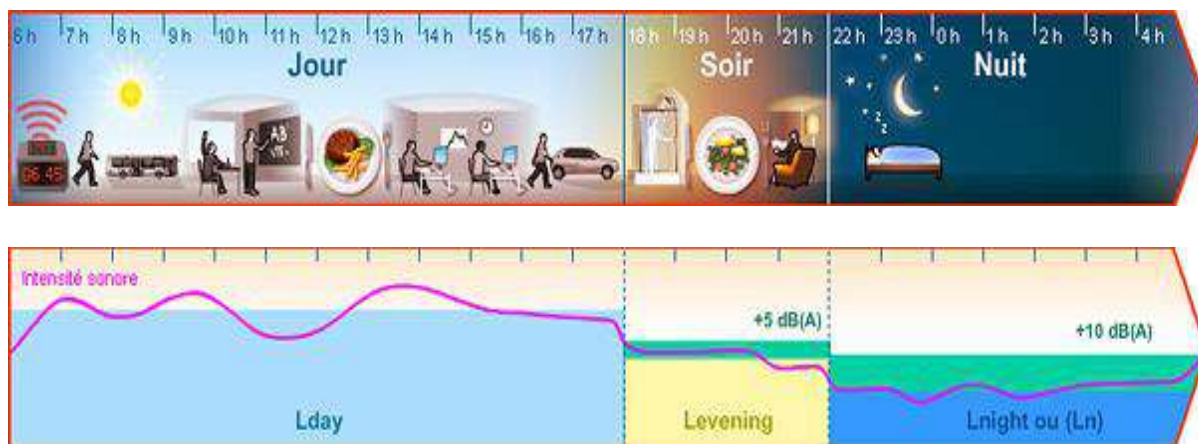 6 h 7 h 8 h 9 h 10 h 11 h 12 h 13 h 14 h 15 h 16 h 17 h 18 h 19 h 20 h 21 h 22 h 23 h 0 h 1 h 2 h 3 h 4 h
Jour Soir Nuit
AB
06.45
z z
Intensité sonore
+5 dB(A) +10 dB(A)
Lday Levening Lnight ou (Ln)